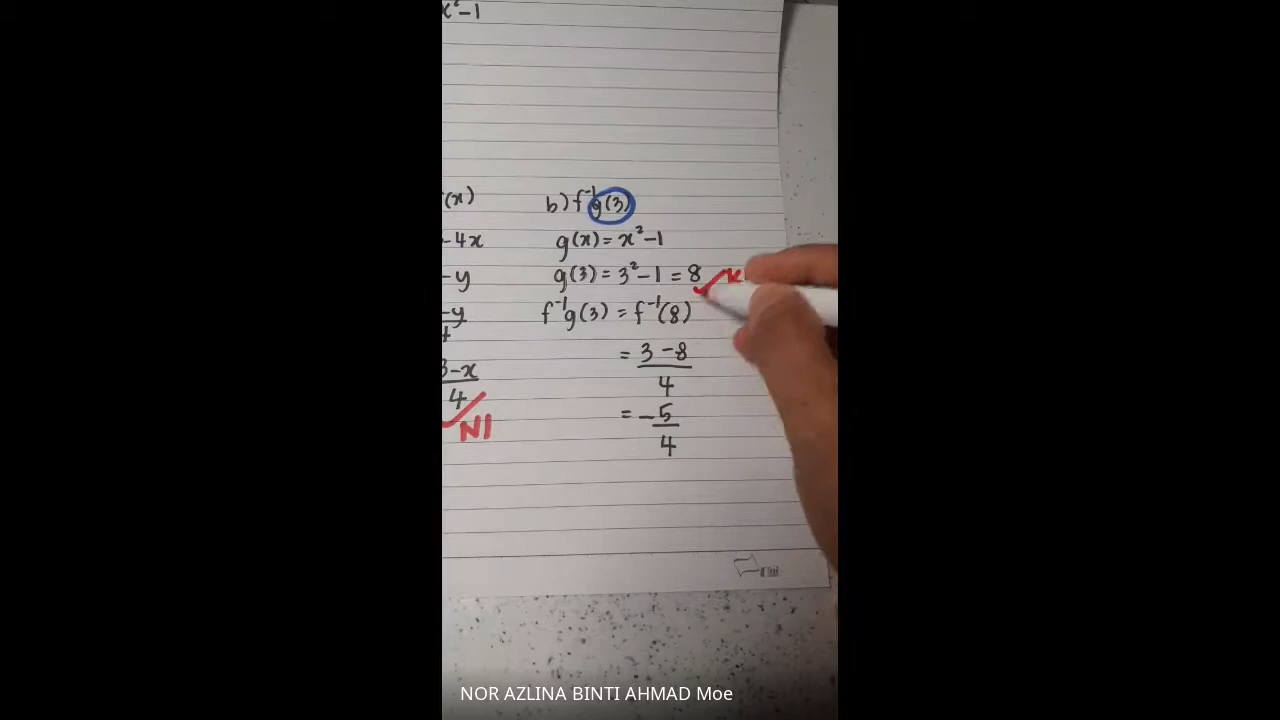 x²-1
(x)
-4x
-y
-y
4
3-x
4
N1
b) f⁻¹g(3)
g(x) = x²-1
g(3) = 3²-1 = 8
f⁻¹g(3) = f⁻¹(8)
= 3-8
4
= -5
4
NOR AZLINA BINTI AHMAD Moe